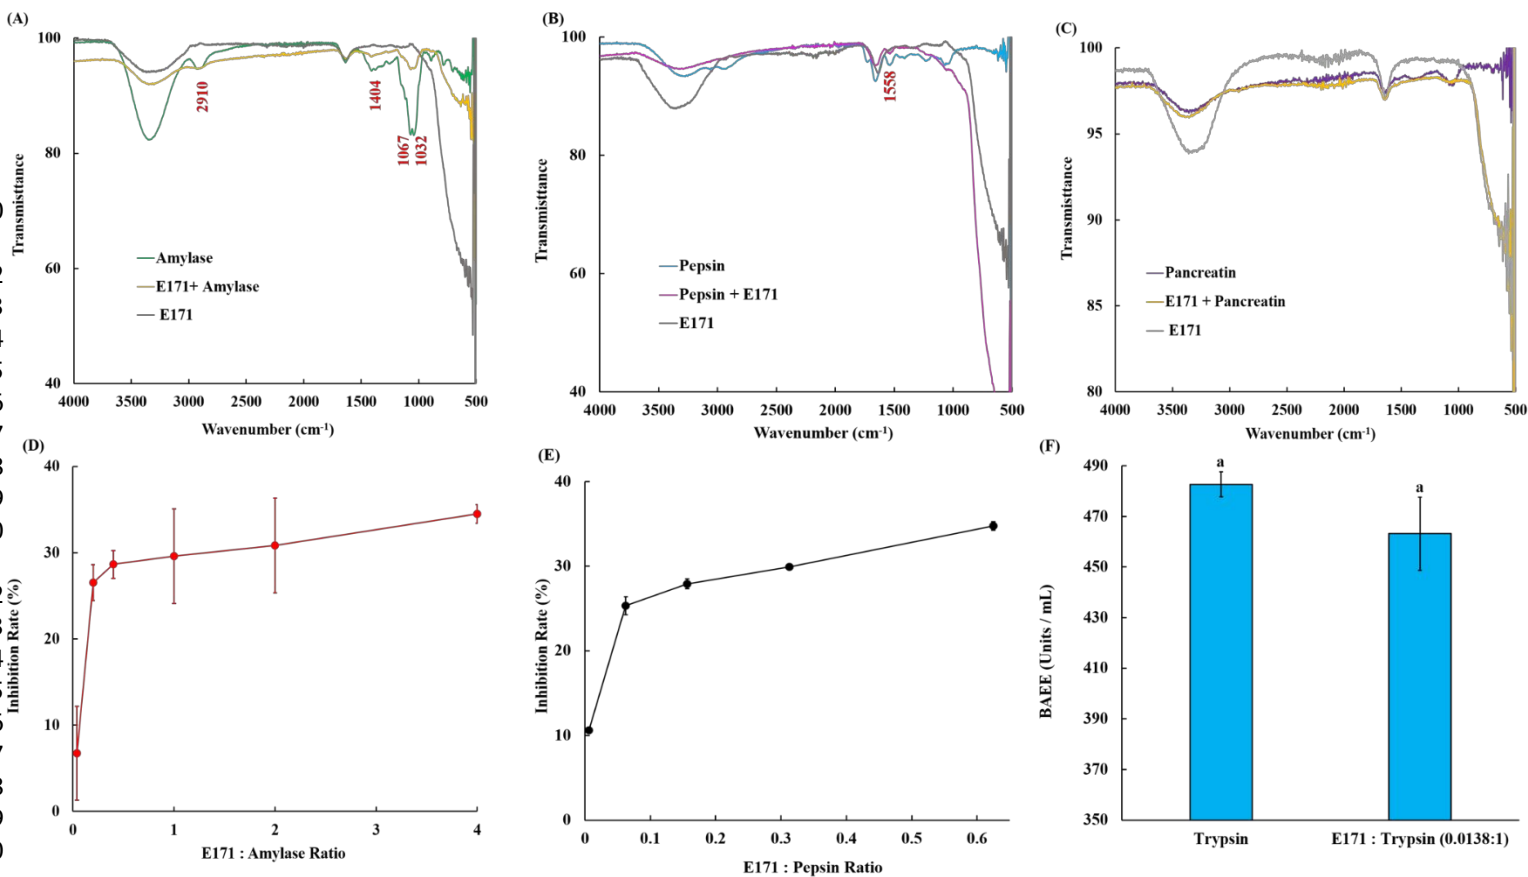 (A)
100
80
60
40
Transmisttance
2910
1404
1067
1032
Amylase
E171+ Amylase
E171
4000 3500 3000 2500 2000 1500 1000 500
Wavenumber (cm-1)
(B)
100
80
60
40
Transmisttance
1558
Pepsin
Pepsin + E171
E171
4000 3500 3000 2500 2000 1500 1000 500
Wavenumber (cm-1)
(C)
100
95
90
85
80
Transmisttance
Pancreatin
E171 + Pancreatin
E171
4000 3500 3000 2500 2000 1500 1000 500
Wavenumber (cm-1)
(D)
40
30
20
10
0
Inhibition Rate (%)
0 1 2 3 4
E171 : Amylase Ratio
(E)
40
30
20
10
0
Inhibition Rate (%)
0 0.1 0.2 0.3 0.4 0.5 0.6
E171 : Pepsin Ratio
(F)
490
470
450
430
410
390
370
350
BAEE (Units / mL)
a
a
Trypsin
E171 : Trypsin (0.0138:1)